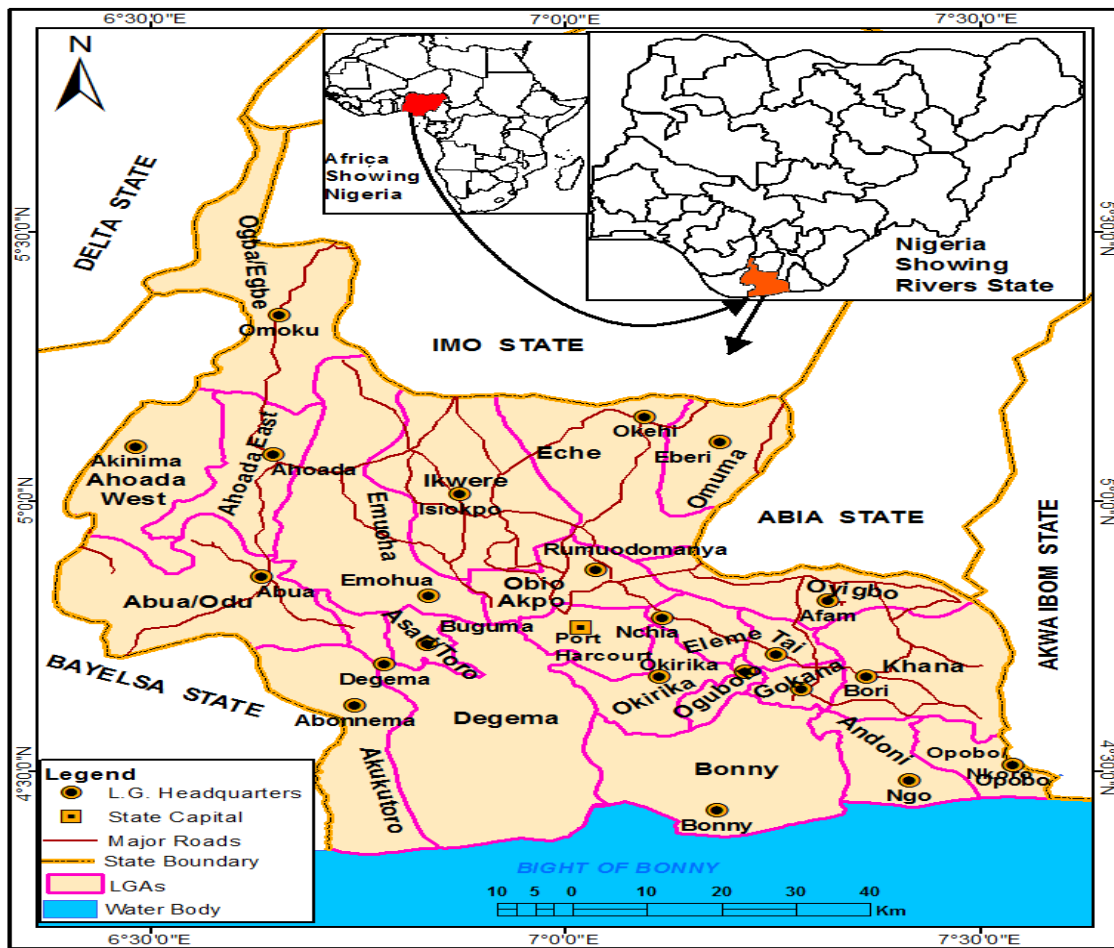 6°30'0"E
7°0'0"E
7°30'0"E
N
Africa
Showing
Nigeria
Nigeria
Showing
Rivers State
DELTA STATE
5°30'0"N
5°30'0"N
Ogba/Egbe
Omoku
IMO STATE
Okehi
Eche
Eberi
Omuma
Akinima
Ahoada
West
Ahoada East
Ahoada
Ikwere
Isiokpo
Emuoha
5°0'0"N
5°0'0"N
ABIA STATE
AKWA IBOM STATE
Rumuodomanya
Obio
Akpo
Emohua
Abua/Odu
Abua
Oyigbo
Afam
Buguma
Asari Toro
Port
Harcourt
Nchia
Eleme
Tai
Okirika
Okirika
Oguboto
Gokana
Khana
Bori
BAYELSA STATE
Degema
Abonnema
Degema
Akukutoro
Bonny
Bonny
Andoni
Ngo
Opobo/
Nkoro
Opobo
4°30'0"N
4°30'0"N
Legend
L.G. Headquarters
State Capital
Major Roads
State Boundary
LGAs
Water Body
BIGHT OF BONNY
10 5 0 10 20 30 40
Km
6°30'0"E
7°0'0"E
7°30'0"E